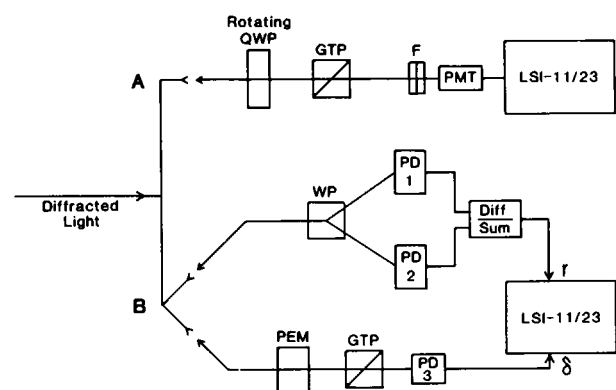 Rotating
QWP
GTP
F
A
PMT
LSI-11/23
Diffracted
Light
WP
PD
1
PD
2
Diff
Sum
r
B
LSI-11/23
PEM
GTP
PD
3
δ